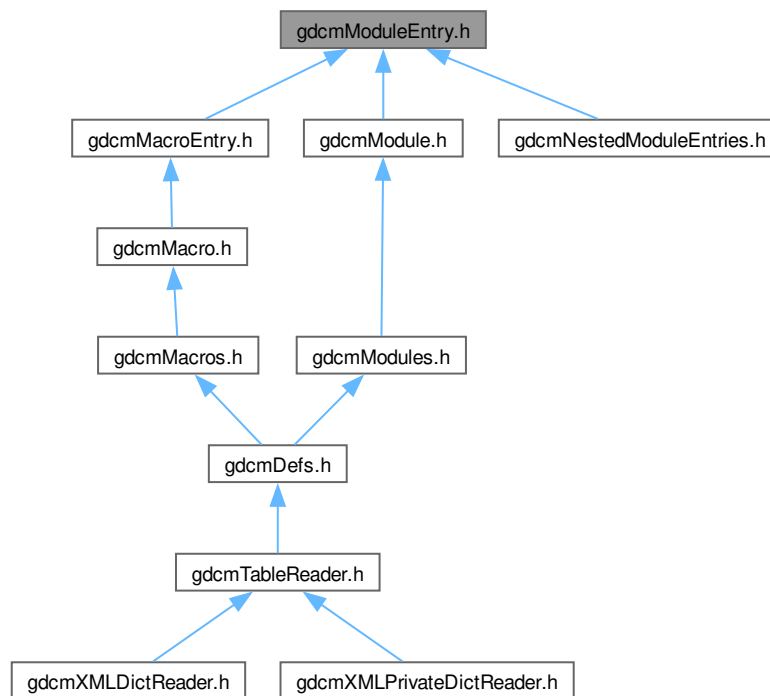 gdcmModuleEntry.h
gdcmMacroEntry.h
gdcmModule.h
gdcmNestedModuleEntries.h
gdcmMacro.h
gdcmMacros.h
gdcmModules.h
gdcmDefs.h
gdcmTableReader.h
gdcmXMLDictReader.h
gdcmXMLPrivateDictReader.h